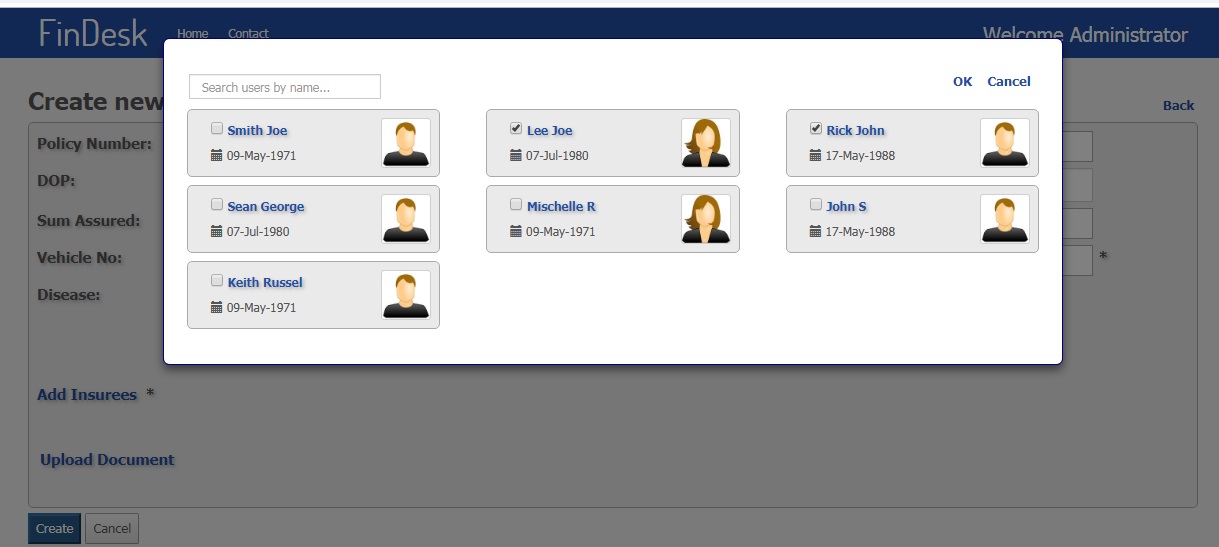 FinDesk
Home Contact
Welcome Administrator
Create new
Back
Search users by name...
OK Cancel
Smith Joe
09-May-1971
Lee Joe
07-Jul-1980
Rick John
17-May-1988
Sean George
07-Jul-1980
Mischelle R
09-May-1971
John S
17-May-1988
Keith Russel
09-May-1971
Policy Number:
DOP:
Sum Assured:
Vehicle No:
*
Disease:
Add Insurees *
Upload Document
Create Cancel